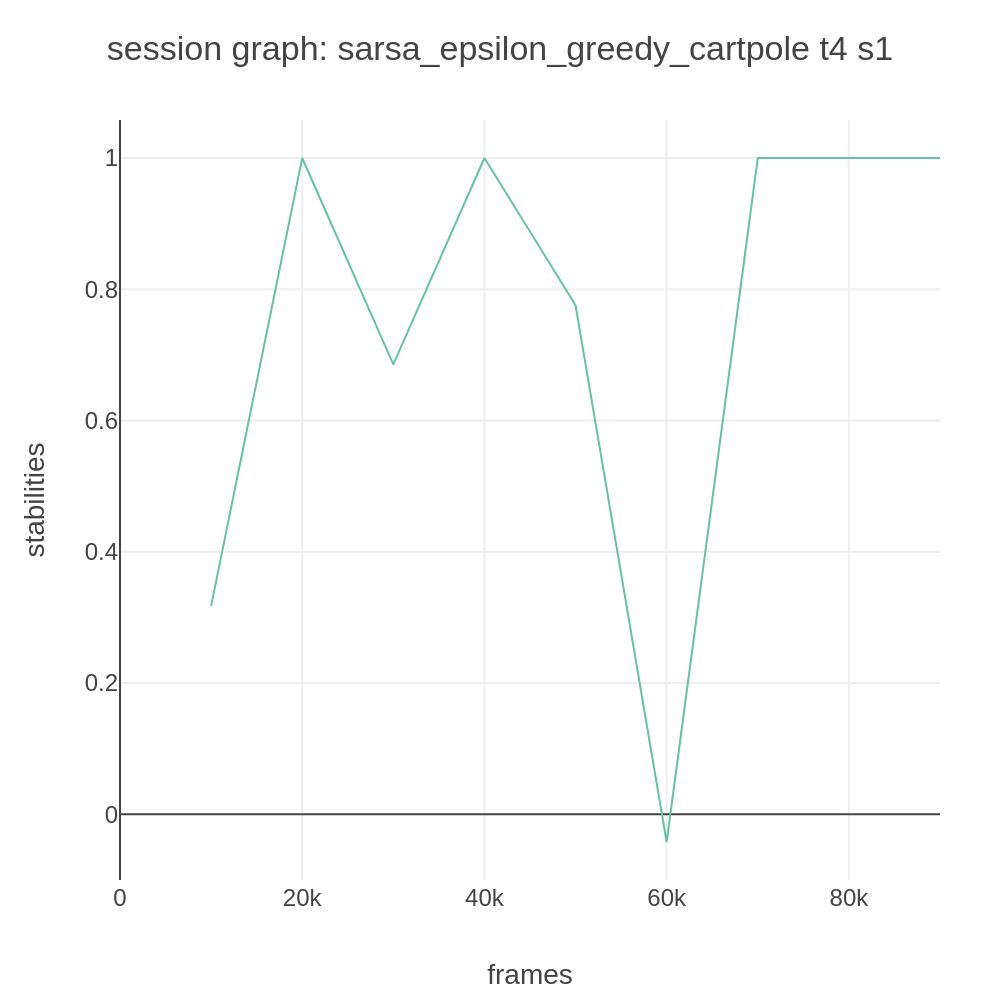 session graph: sarsa_epsilon_greedy_cartpole t4 s1
stabilities
1
0.8
0.6
0.4
0.2
0
0 20k 40k 60k 80k
frames